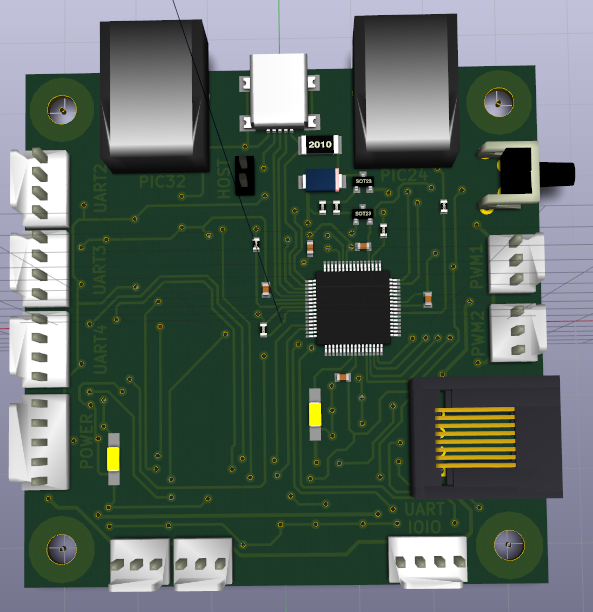 2010
PIC32
PIC24
HOST
SOT23
SOT23
UART2
UART3
UART4
PWM1
PWM2
POWER
UART
IOIO